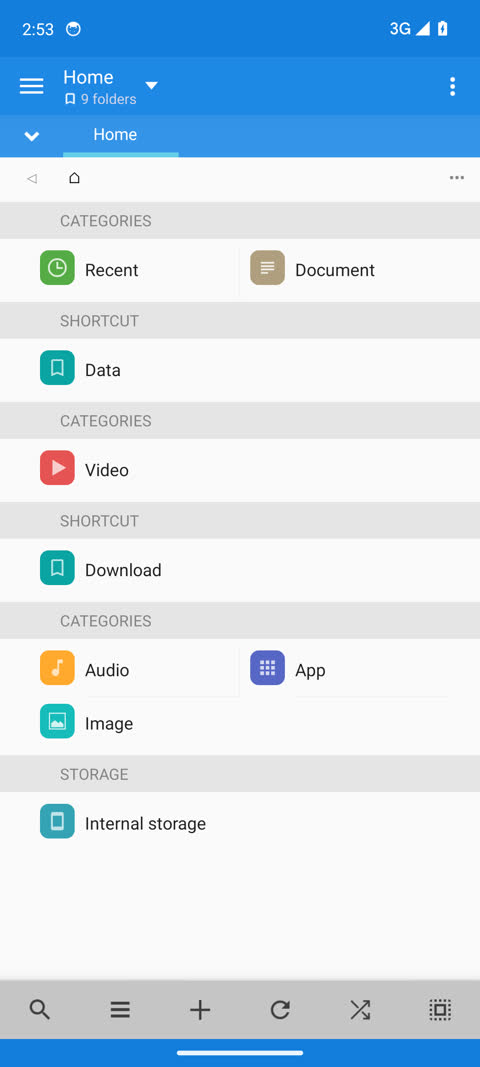 2:53
3G
Home
9 folders
Home
CATEGORIES
Recent
Document
SHORTCUT
Data
CATEGORIES
Video
SHORTCUT
Download
CATEGORIES
Audio
App
Image
STORAGE
Internal storage